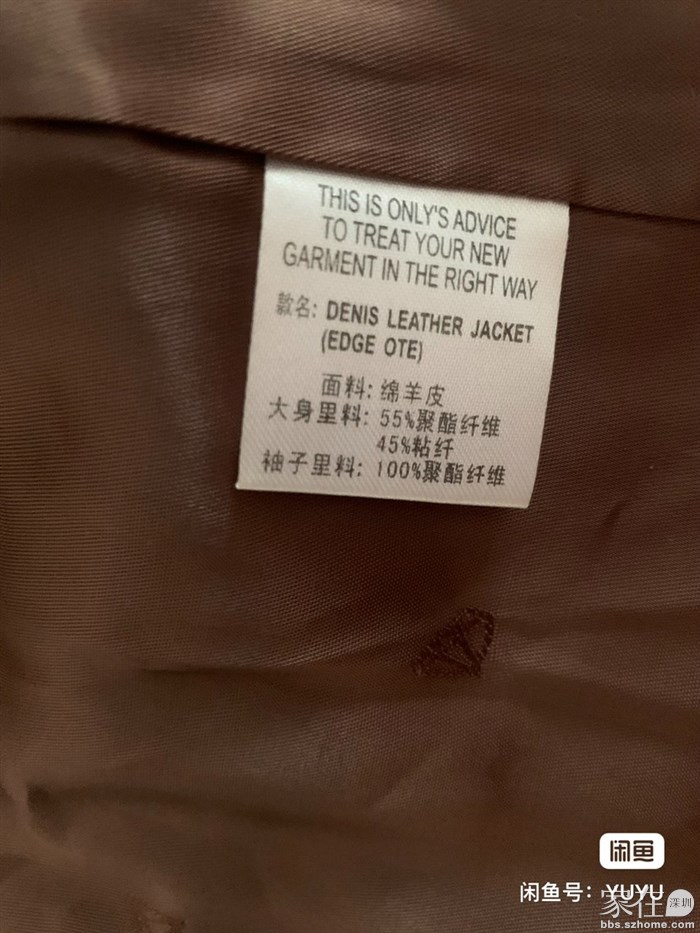 THIS IS ONLY'S ADVICE
TO TREAT YOUR NEW
GARMENT IN THE RIGHT WAY
款名: DENIS LEATHER JACKET
(EDGE OTE)
面料: 绵羊皮
大身里料: 55%聚酯纤维
45%粘纤
袖子里料: 100%聚酯纤维
闲鱼
闲鱼号: YUYU
家在 深圳
bbs.szhome.com